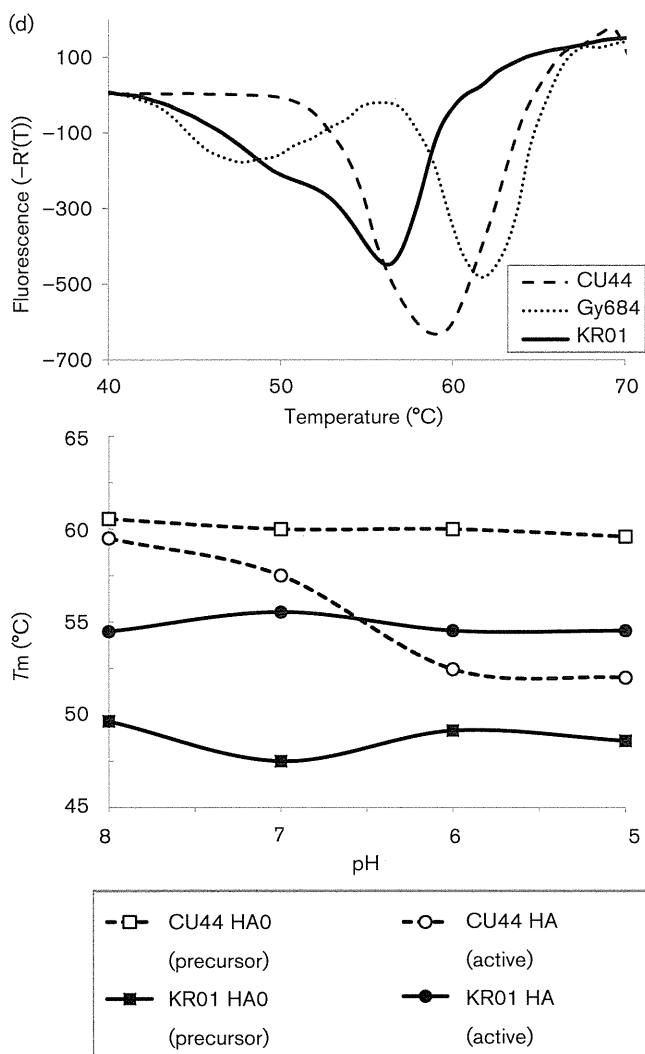 (d)
100
−100
−300
−500
−700
Fluorescence (−R′(T))
CU44
Gy684
KR01
40
50
60
70
Temperature (°C)
65
60
55
50
45
Tm (°C)
8
7
6
5
pH
CU44 HA0
(precursor)
CU44 HA
(active)
KR01 HA0
(precursor)
KR01 HA
(active)